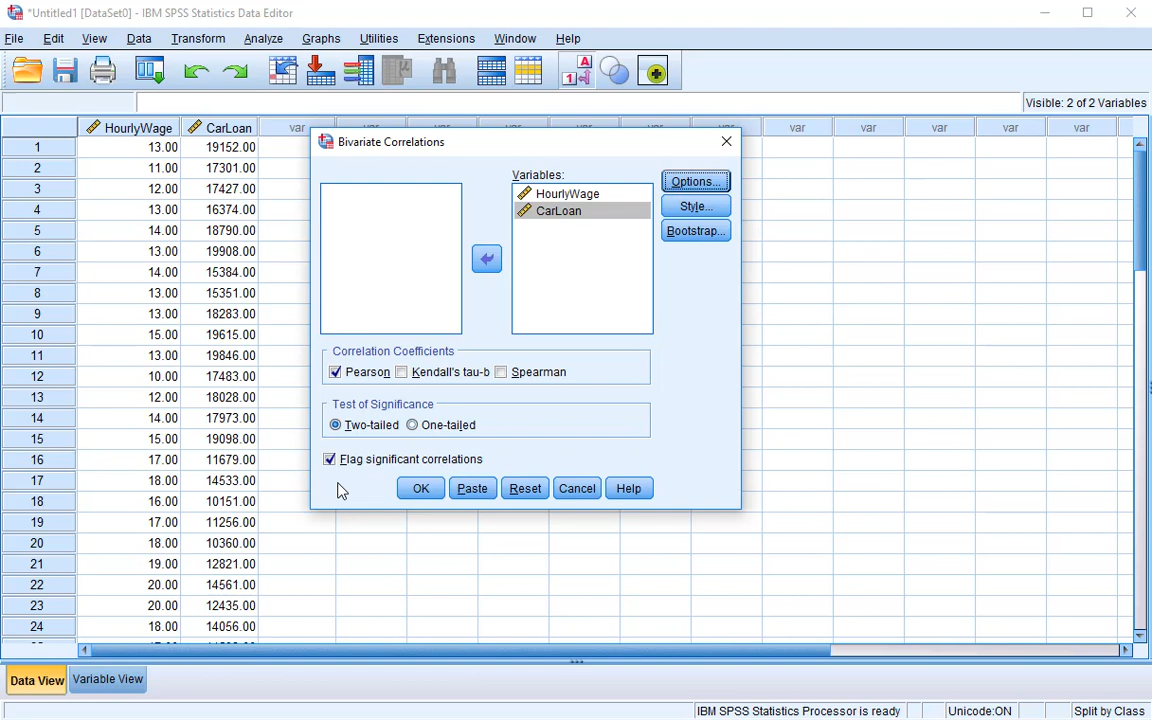 *Untitled1 [DataSet0] - IBM SPSS Statistics Data Editor
File Edit View Data Transform Analyze Graphs Utilities Extensions Window Help
Visible: 2 of 2 Variables
HourlyWage CarLoan var var var var var var
1 13.00 19152.00
2 11.00 17301.00
3 12.00 17427.00
4 13.00 16374.00
5 14.00 18790.00
6 13.00 19908.00
7 14.00 15384.00
8 13.00 15351.00
9 13.00 18283.00
10 15.00 19615.00
11 13.00 19846.00
12 10.00 17483.00
13 12.00 18028.00
14 14.00 17973.00
15 15.00 19098.00
16 17.00 11679.00
17 18.00 14533.00
18 16.00 10151.00
19 17.00 11256.00
20 18.00 10360.00
21 19.00 12821.00
22 20.00 14561.00
23 20.00 12435.00
24 18.00 14056.00
Bivariate Correlations
Variables:
HourlyWage
CarLoan
Options...
Style...
Bootstrap...
Correlation Coefficients
Pearson Kendall's tau-b Spearman
Test of Significance
Two-tailed One-tailed
Flag significant correlations
OK Paste Reset Cancel Help
Data View Variable View
IBM SPSS Statistics Processor is ready Unicode:ON Split by Class